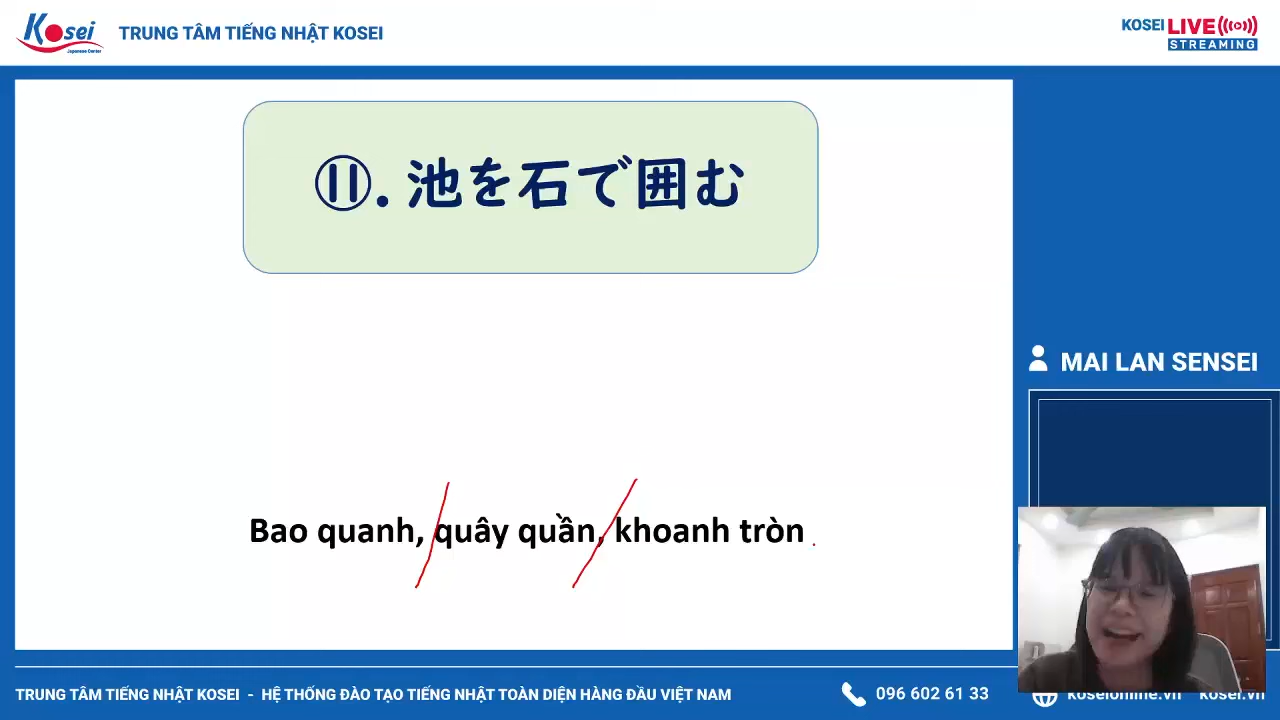 Kosei
Japanese Center
TRUNG TÂM TIẾNG NHẬT KOSEI
KOSEI LIVE
STREAMING
⑪. 池を石で囲む
MAI LAN SENSEI
Bao quanh, quây quần, khoanh tròn
TRUNG TÂM TIẾNG NHẬT KOSEI - HỆ THỐNG ĐÀO TẠO TIẾNG NHẬT TOÀN DIỆN HÀNG ĐẦU VIỆT NAM
096 602 61 33
koseionline.vn kosei.vn